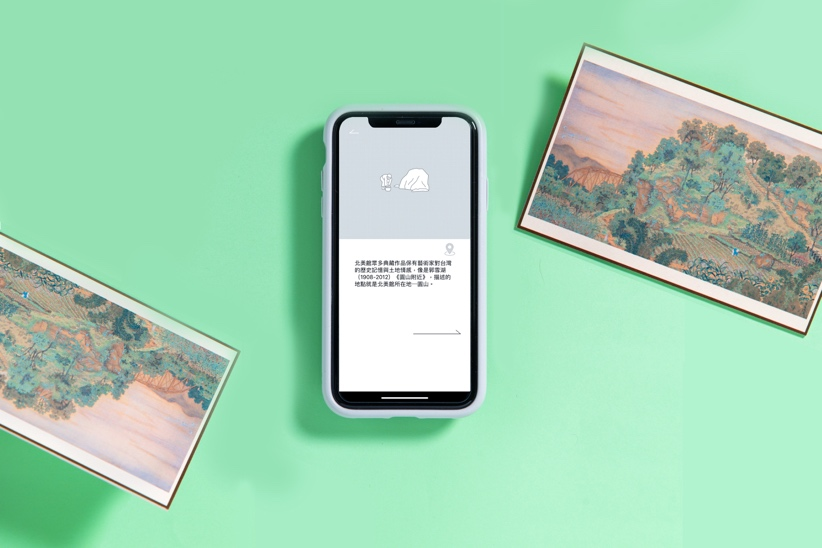 北美館眾多典藏作品保有藝術家對台灣
的歷史記憶與土地情感，像是郭雪湖
（1908-2012）《圓山附近》，描述的
地點就是北美館所在地—圓山。